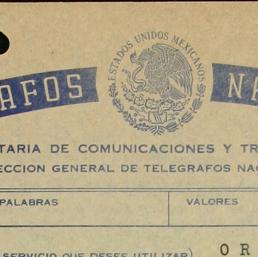 ESTADOS UNIDOS MEXICANOS
AFOS NA
TARIA DE COMUNICACIONES Y TR
ECCION GENERAL DE TELEGRAFOS NAC
PALABRAS VALORES
SERVICIO QUE DESEE UTILIZAR) O R